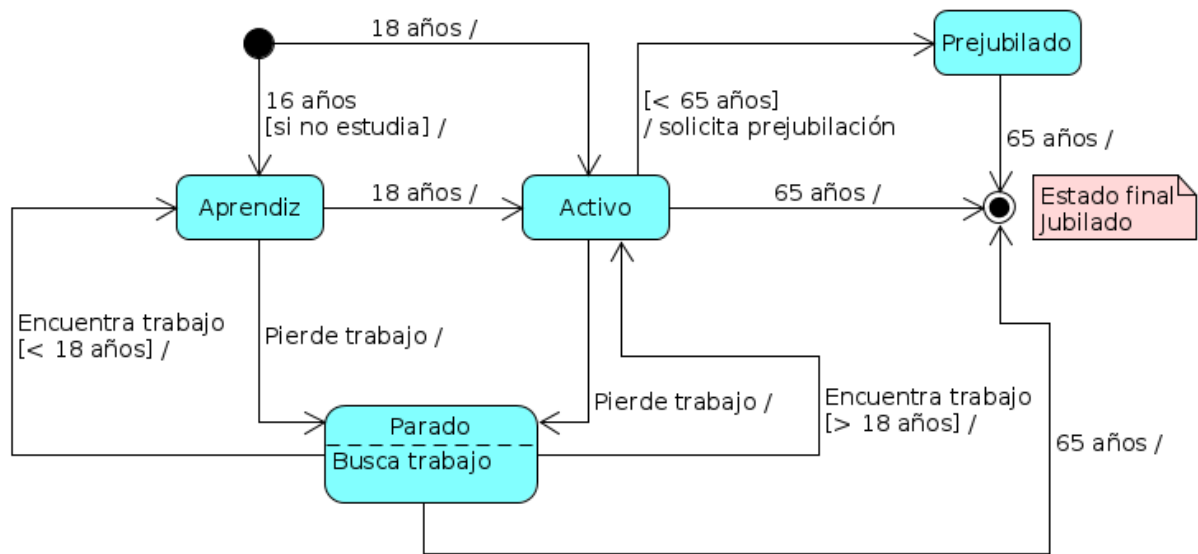 18 años /
Prejubilado
16 años
[si no estudia] /
[< 65 años]
/ solicita prejubilación
65 años /
Aprendiz
18 años /
Activo
65 años /
Estado final
Jubilado
Encuentra trabajo
[< 18 años] /
Pierde trabajo /
Pierde trabajo /
Encuentra trabajo
[> 18 años] /
65 años /
Parado
Busca trabajo